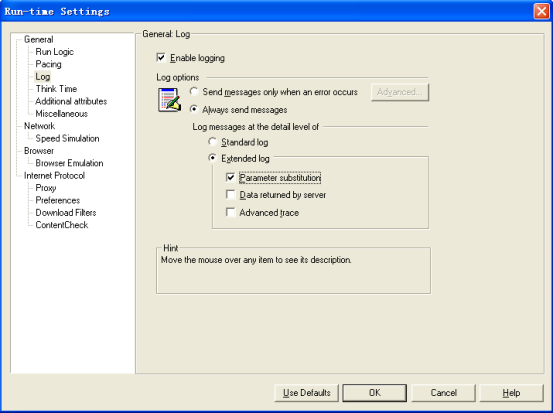 Run-time Settings
General
Run Logic
Pacing
Log
Think Time
Additional attributes
Miscellaneous
Network
Speed Simulation
Browser
Browser Emulation
Internet Protocol
Proxy
Preferences
Download Filters
ContentCheck
General: Log
Enable logging
Log options
Send messages only when an error occurs
Advanced...
Always send messages
Log messages at the detail level of
Standard log
Extended log
Parameter substitution
Data returned by server
Advanced trace
Hint
Move the mouse over any item to see its description.
Use Defaults
OK
Cancel
Help